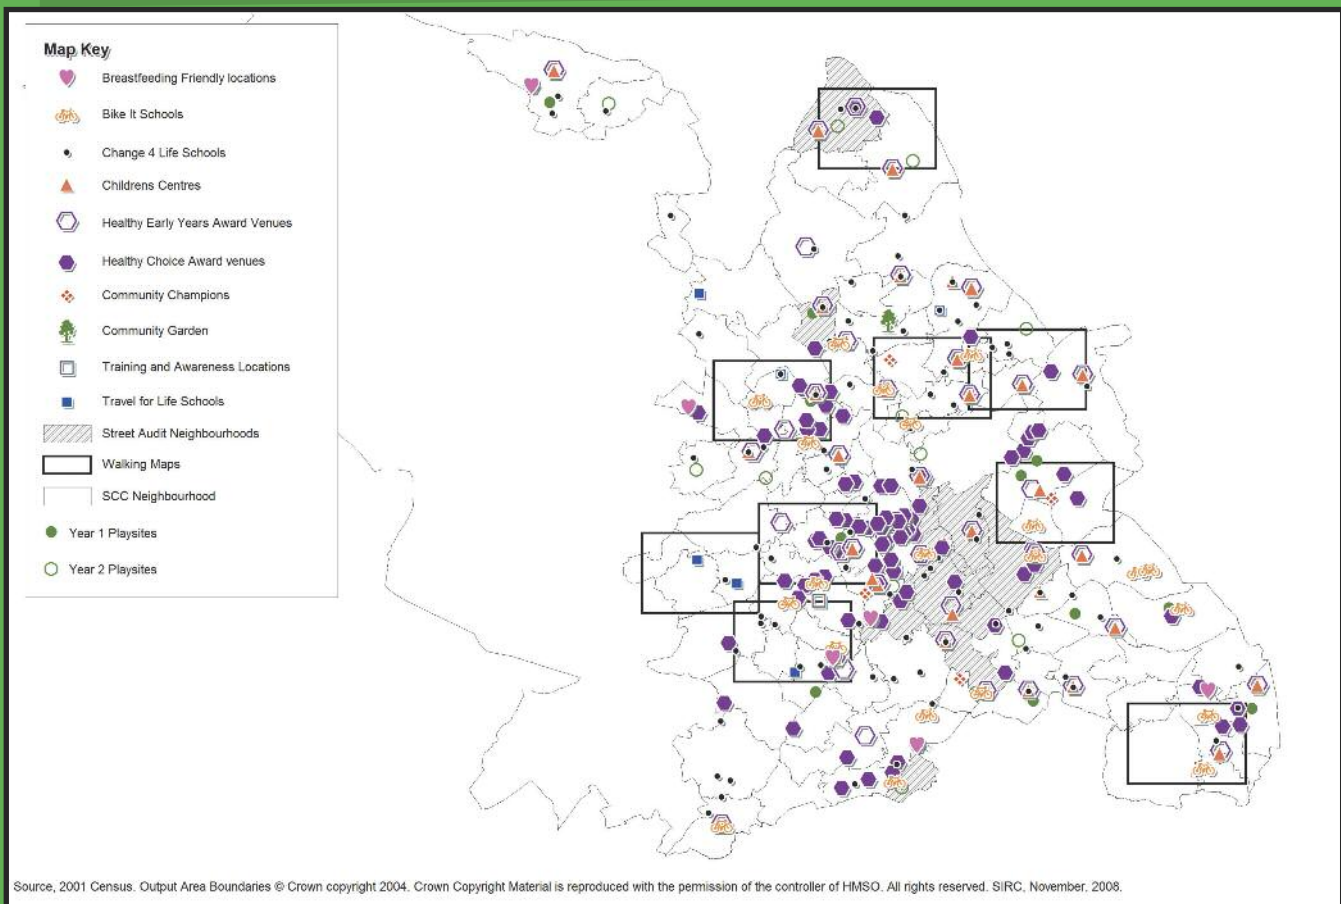 Map Key
Breastfeeding Friendly locations
Bike It Schools
Change 4 Life Schools
Childrens Centres
Healthy Early Years Award Venues
Healthy Choice Award venues
Community Champions
Community Garden
Training and Awareness Locations
Travel for Life Schools
Street Audit Neighbourhoods
Walking Maps
SCC Neighbourhood
Year 1 Playsites
Year 2 Playsites
Source, 2001 Census. Output Area Boundaries © Crown copyright 2004. Crown Copyright Material is reproduced with the permission of the controller of HMSO. All rights reserved. SIRC, November. 2008.